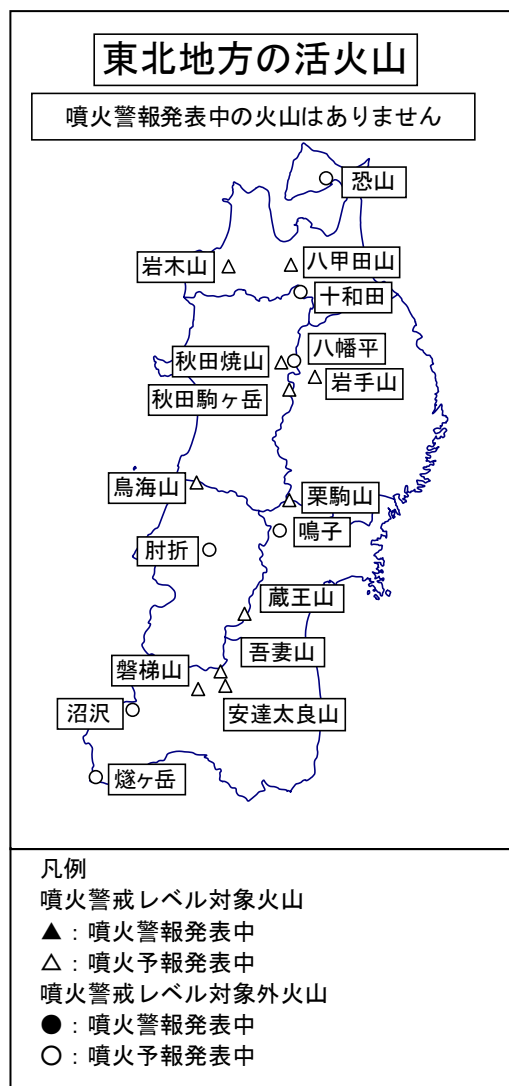 東北地方の活火山
噴火警報発表中の火山はありません
恐山
岩木山
八甲田山
十和田
秋田焼山
八幡平
岩手山
秋田駒ヶ岳
鳥海山
栗駒山
鳴子
肘折
蔵王山
吾妻山
磐梯山
安達太良山
沼沢
燧ヶ岳
凡例
噴火警戒レベル対象火山
▲：噴火警報発表中
△：噴火予報発表中
噴火警戒レベル対象外火山
●：噴火警報発表中
○：噴火予報発表中